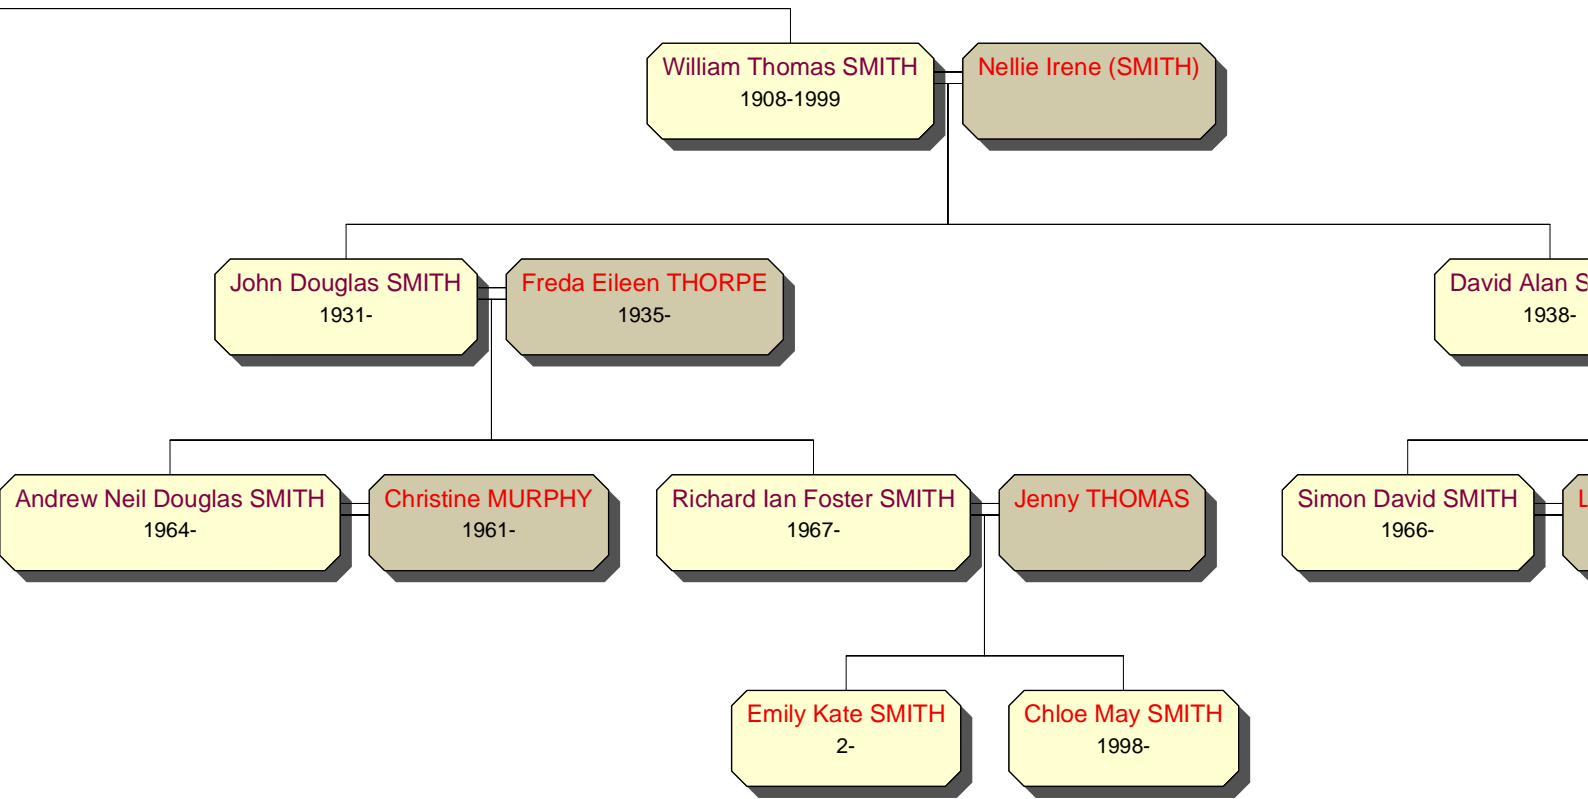 William Thomas SMITH
1908-1999
Nellie Irene (SMITH)
John Douglas SMITH
1931-
Freda Eileen THORPE
1935-
David Alan S
1938-
Andrew Neil Douglas SMITH
1964-
Christine MURPHY
1961-
Richard Ian Foster SMITH
1967-
Jenny THOMAS
Simon David SMITH
1966-
L
Emily Kate SMITH
2-
Chloe May SMITH
1998-